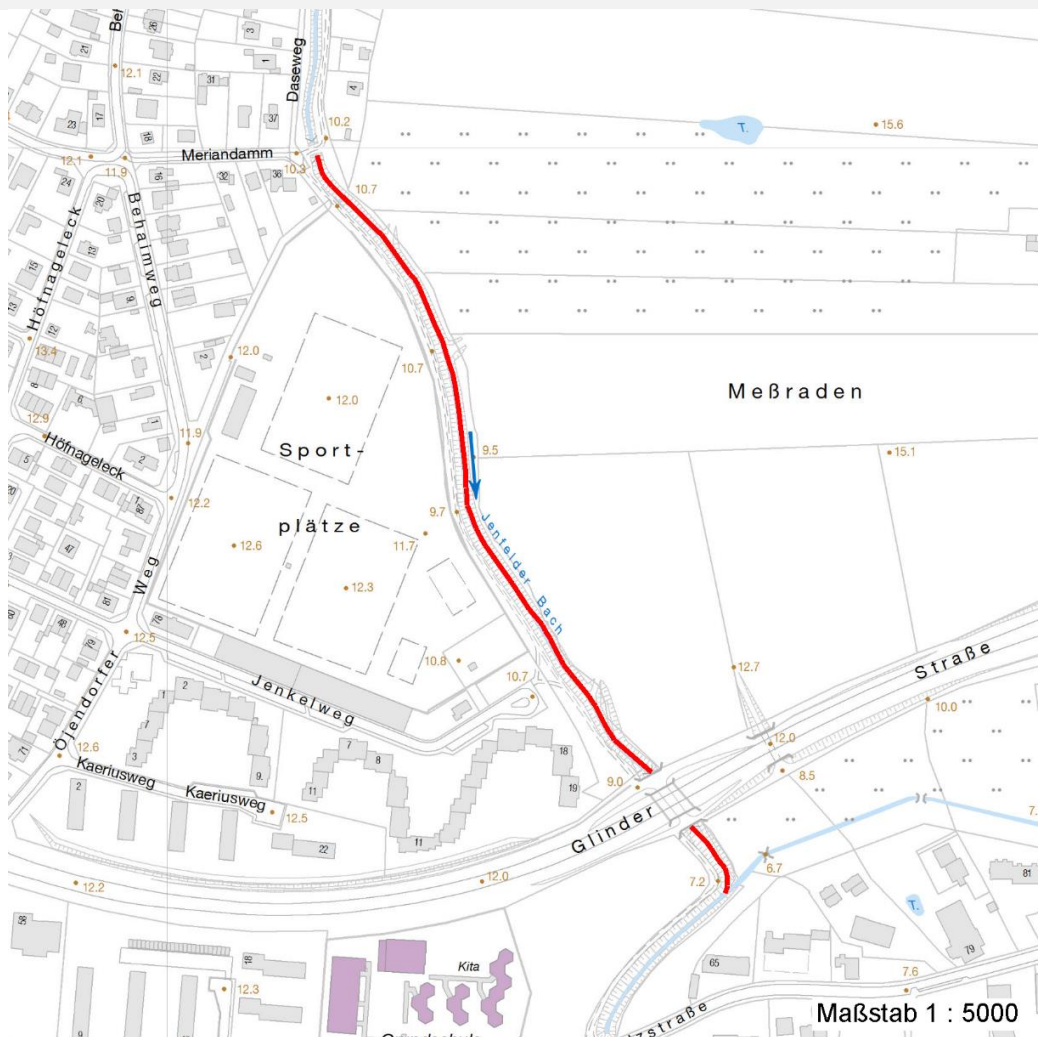 Daseweg
Meriandamm
Behaimweg
Höfnageleck
Höfnageleck
Meßraden
Sport-
plätze
Jenfelder Bach
Weg
Öjendorfer
Jenkelweg
Kaeriusweg
Kaeriusweg
Glinder
Straße
Kita
T.
T.
10.2
15.6
12.1
12.1
11.9
10.3
10.7
12.0
13.4
10.7
12.0
12.9
11.9
9.5
15.1
12.2
9.7
11.7
12.6
12.3
12.5
10.8
10.7
12.7
10.0
12.0
12.6
9.0
8.5
12.5
6.7
12.2
12.0
7.2
7.6
12.3
Maßstab 1 : 5000